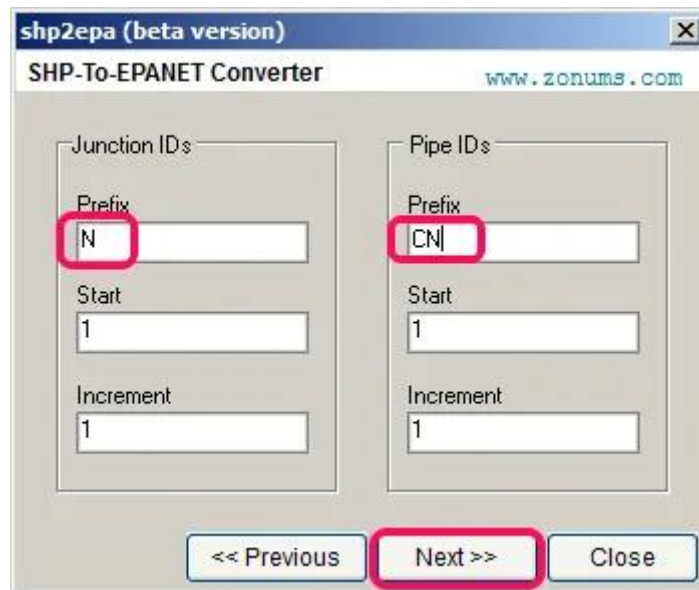 shp2epa (beta version)
SHP-To-EPANET Converter
www.zonums.com
Junction IDs
Prefix
N
Start
1
Increment
1
Pipe IDs
Prefix
CN
Start
1
Increment
1
<< Previous
Next >>
Close